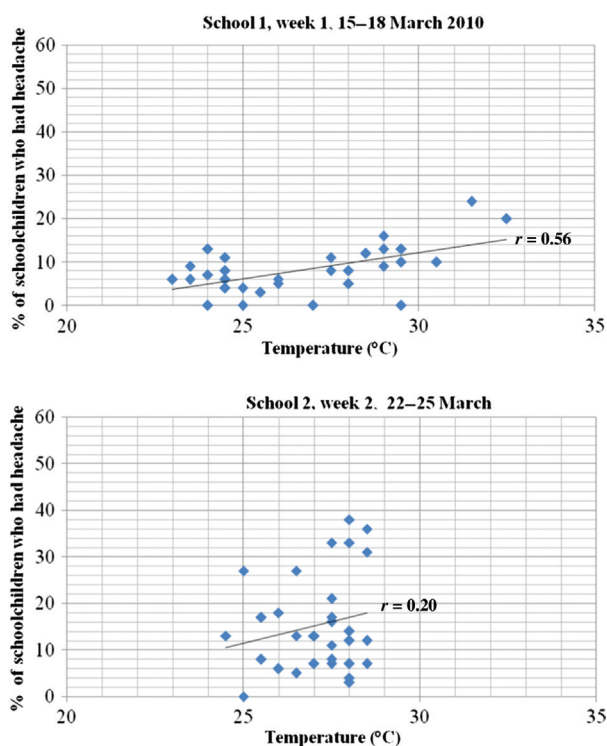 School 1, week 1, 15–18 March 2010
% of schoolchildren who had headache
60
50
40
30
20
10
0
r = 0.56
20 25 30 35
Temperature (°C)
School 2, week 2, 22–25 March
% of schoolchildren who had headache
60
50
40
30
20
10
0
r = 0.20
20 25 30 35
Temperature (°C)